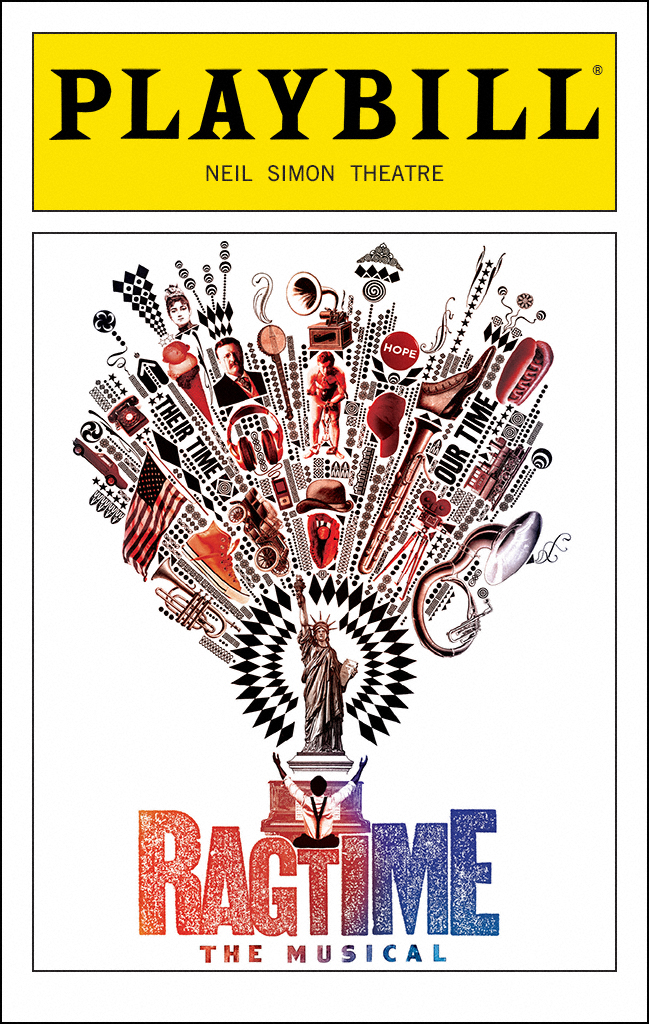 PLAYBILL®
NEIL SIMON THEATRE
HOPE
THEIR TIME
OUR TIME
RAGTIME
THE MUSICAL